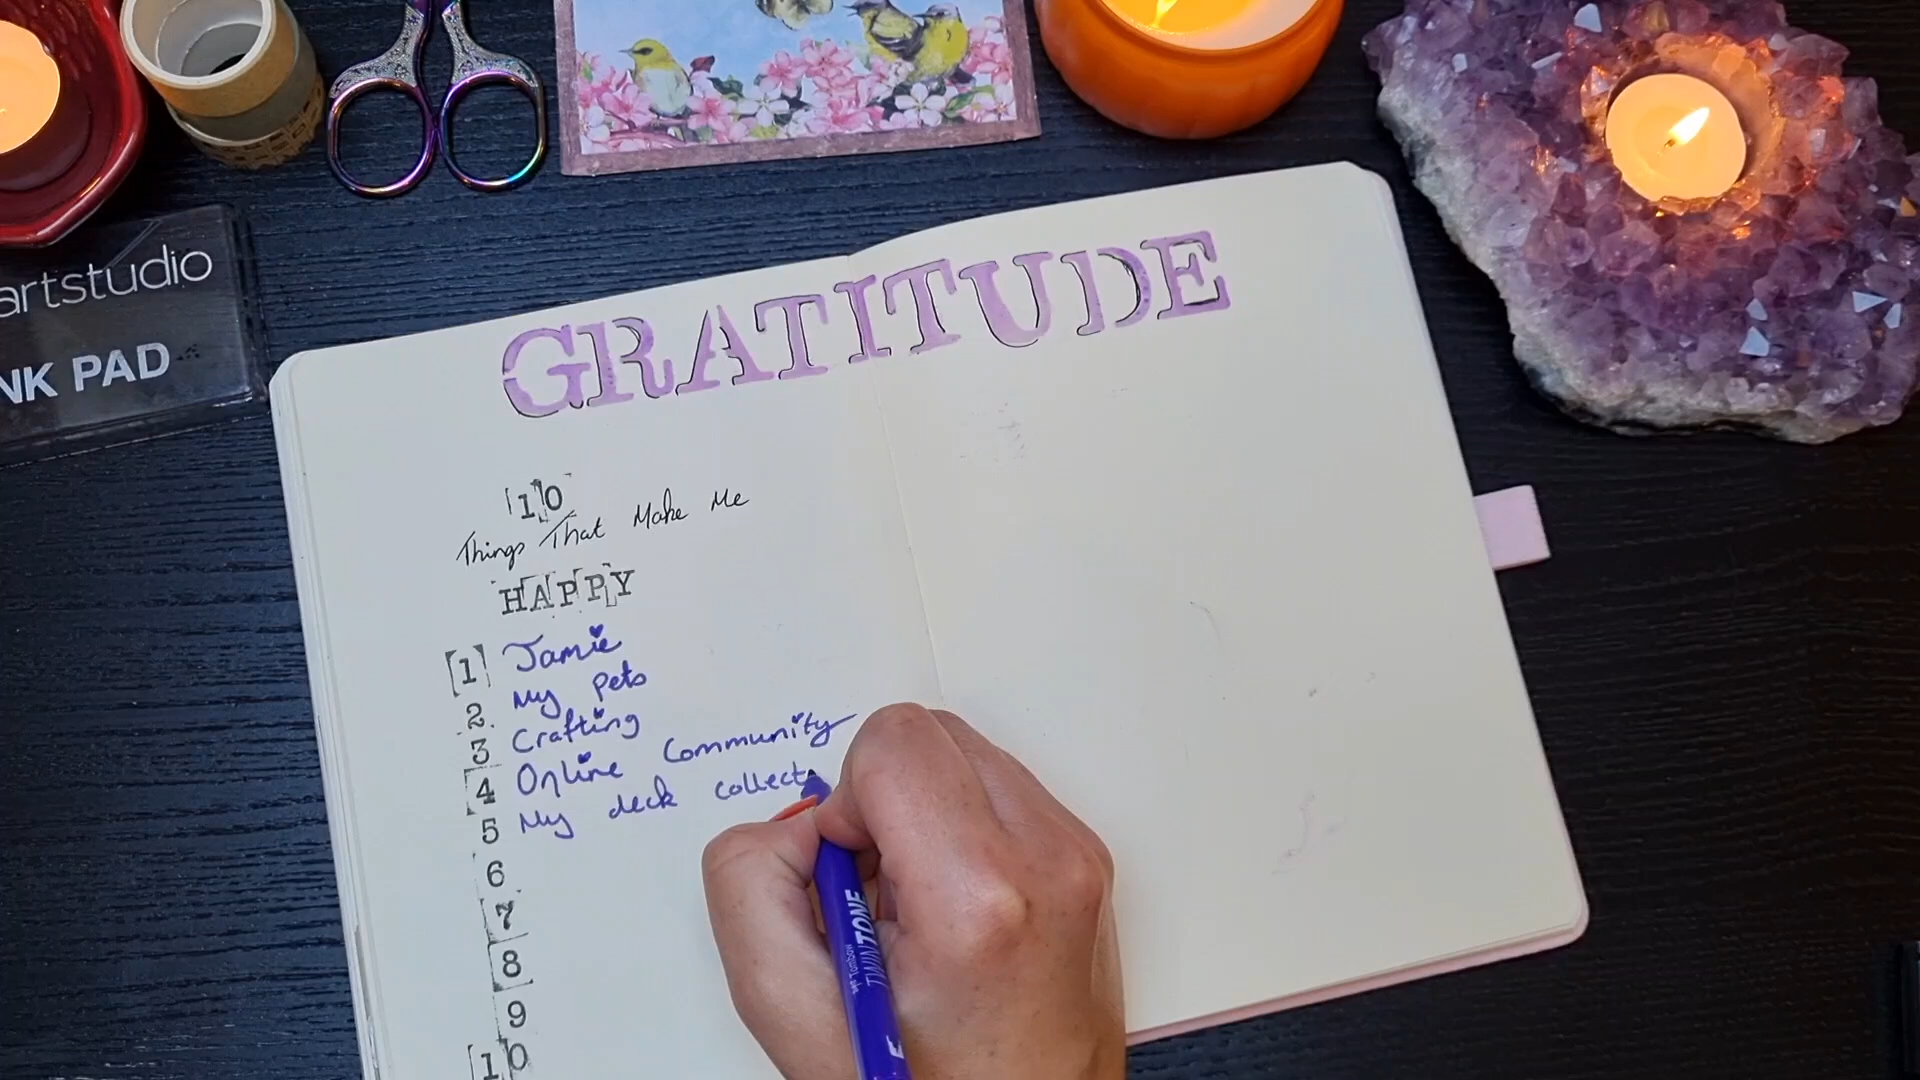 artstudio
NK PAD
GRATITUDE
10
Things That Make Me
HAPPY
1 Jamie
2 My pets
3 Crafting
4 Online Community
5 My deck collect
6
7
8
9
10
Tombow TWINTONE
E